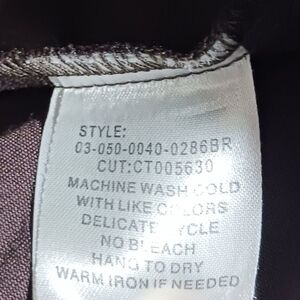 STYLE:
03-050-0040-0286BR
CUT:CT005630
MACHINE WASH COLD
WITH LIKE COLORS
DELICATE CYCLE
NO BLEACH
HANG TO DRY
WARM IRON IF NEEDED